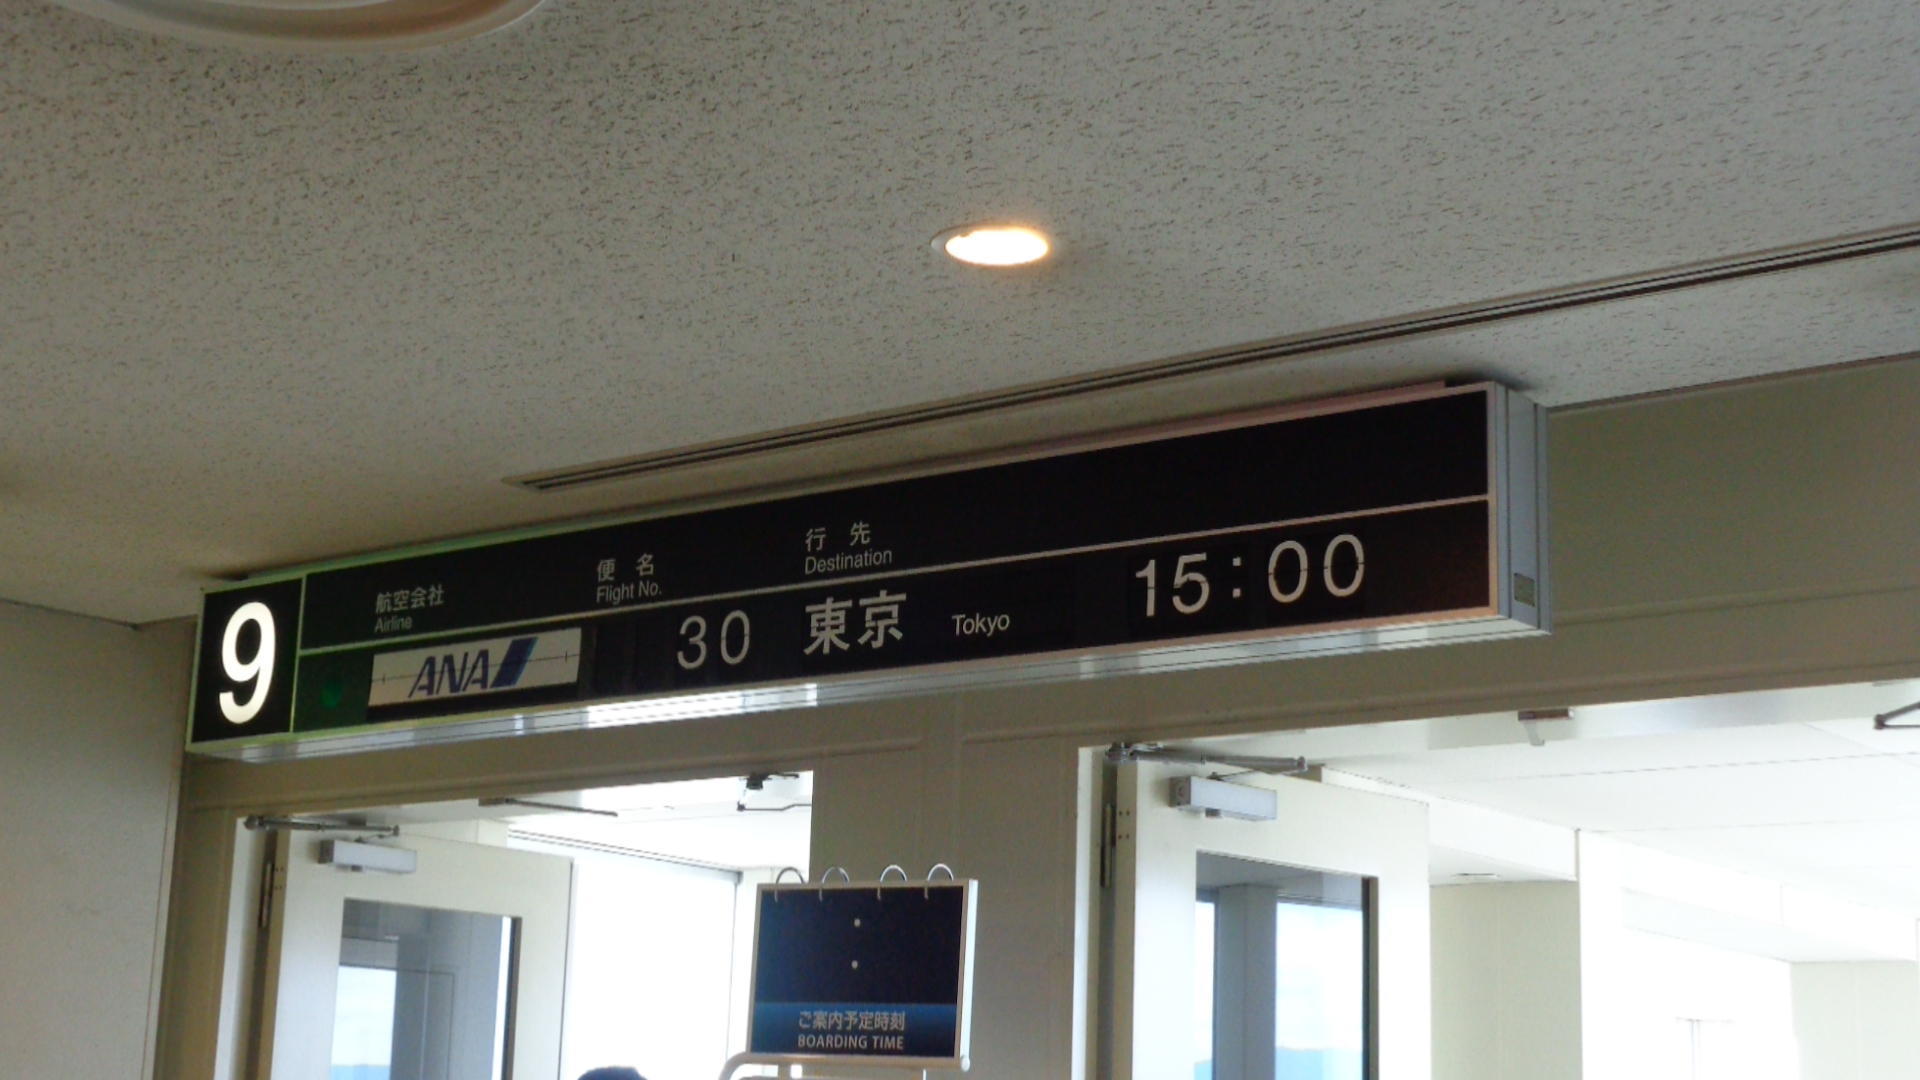 9
航空会社 便名 行先
Airline Flight No. Destination
ANA 30 東京 Tokyo 15:00
:
ご案内予定時刻
BOARDING TIME